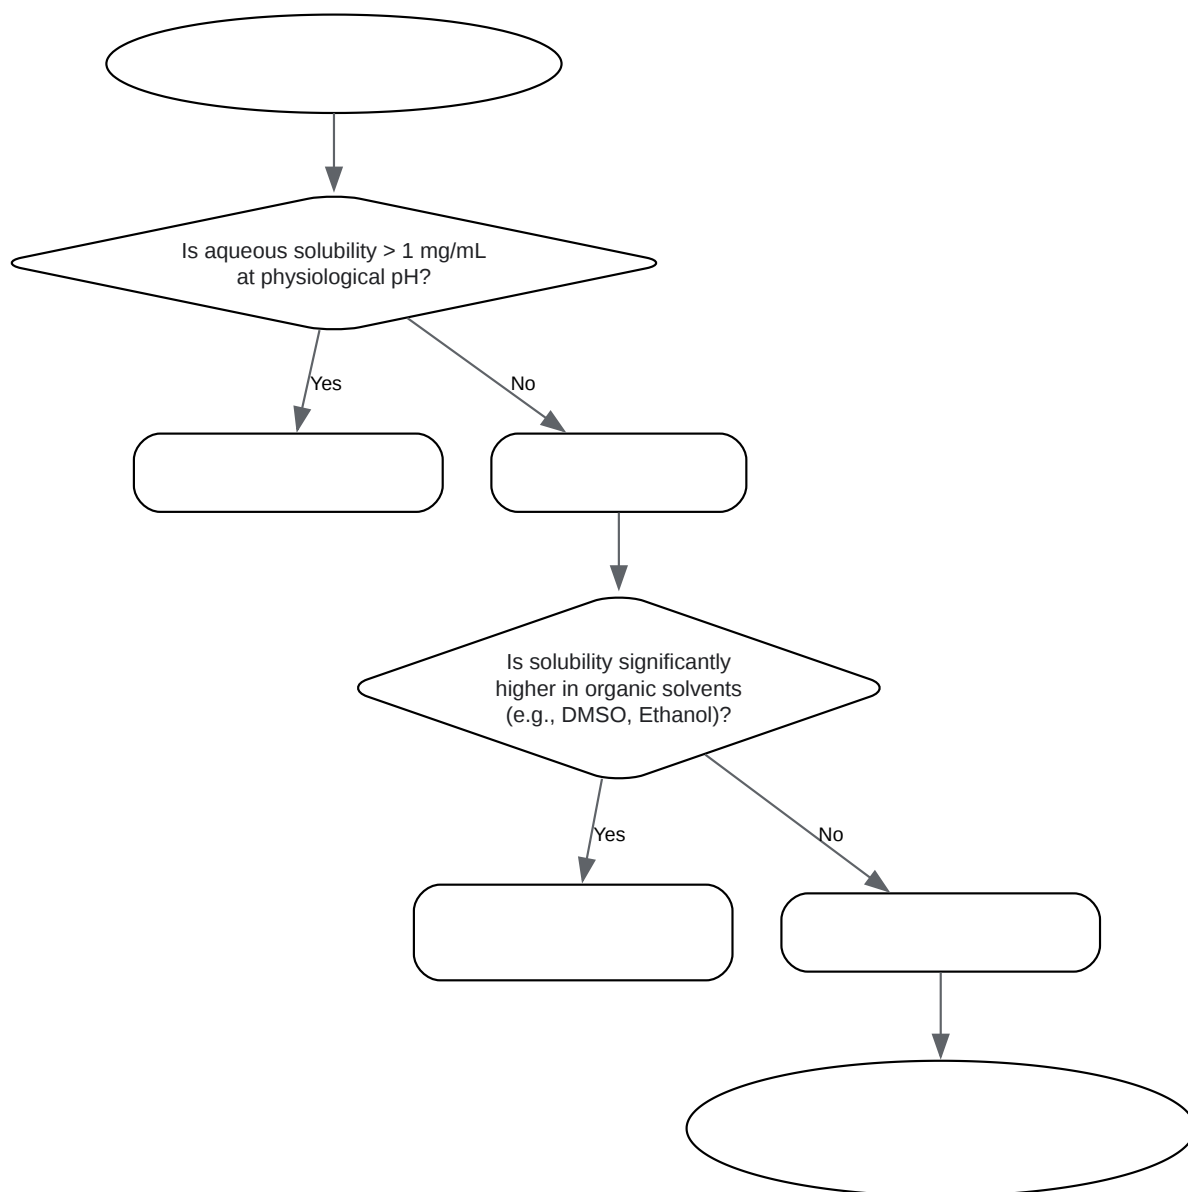 Is aqueous solubility > 1 mg/mL
at physiological pH?
Yes
No
Is solubility significantly
higher in organic solvents
(e.g., DMSO, Ethanol)?
Yes
No